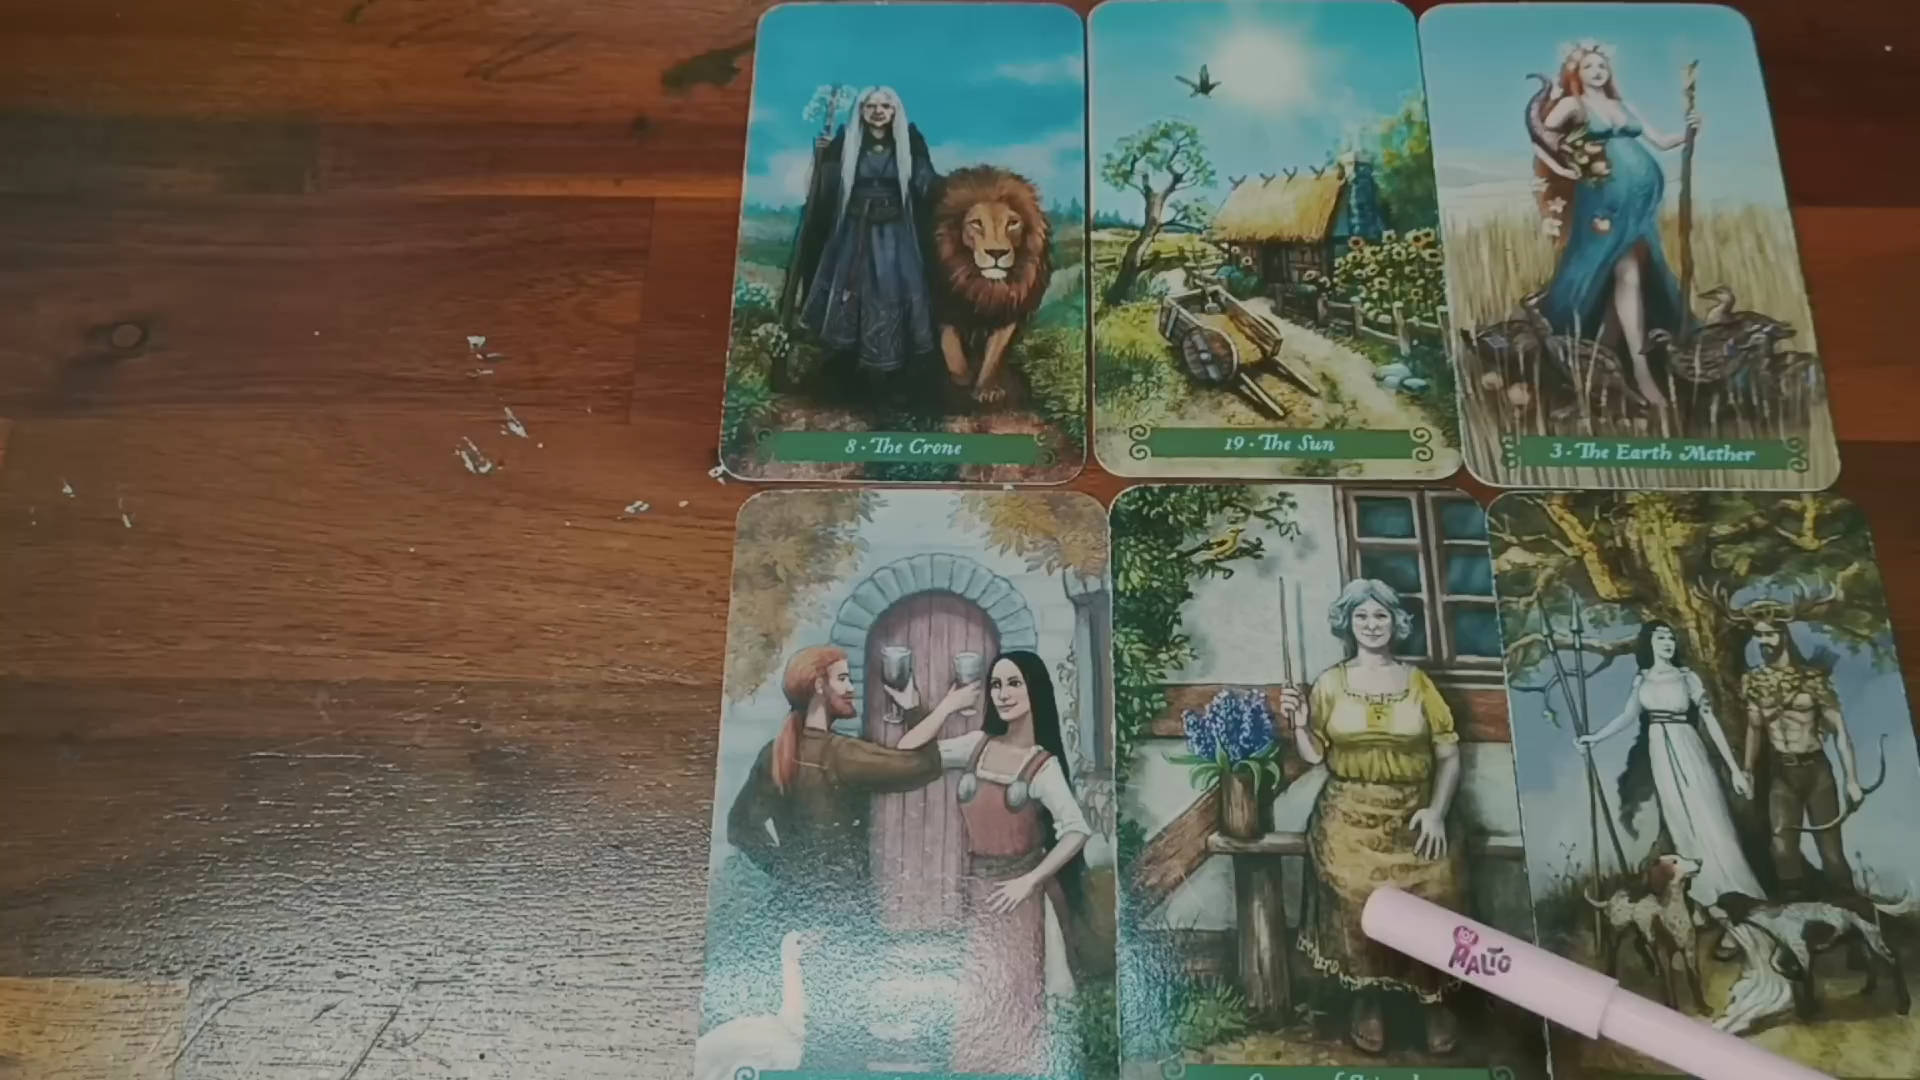 8 · The Crone
19 · The Sun
3 · The Earth Mother
MALTO